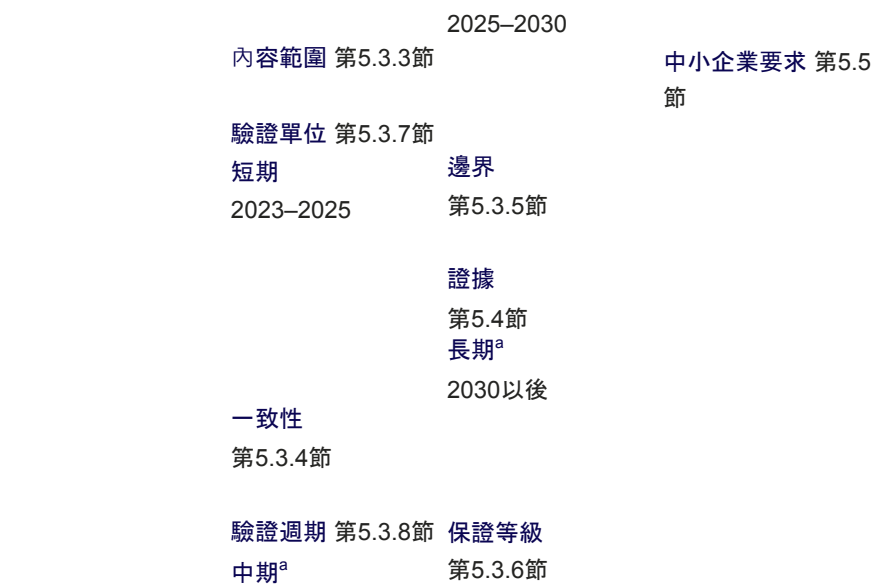 2025–2030
內容範圍 第5.3.3節
中小企業要求 第5.5
節
驗證單位 第5.3.7節
短期
2023–2025
邊界
第5.3.5節
證據
第5.4節
長期a
2030以後
一致性
第5.3.4節
驗證週期 第5.3.8節
中期a
保證等級
第5.3.6節